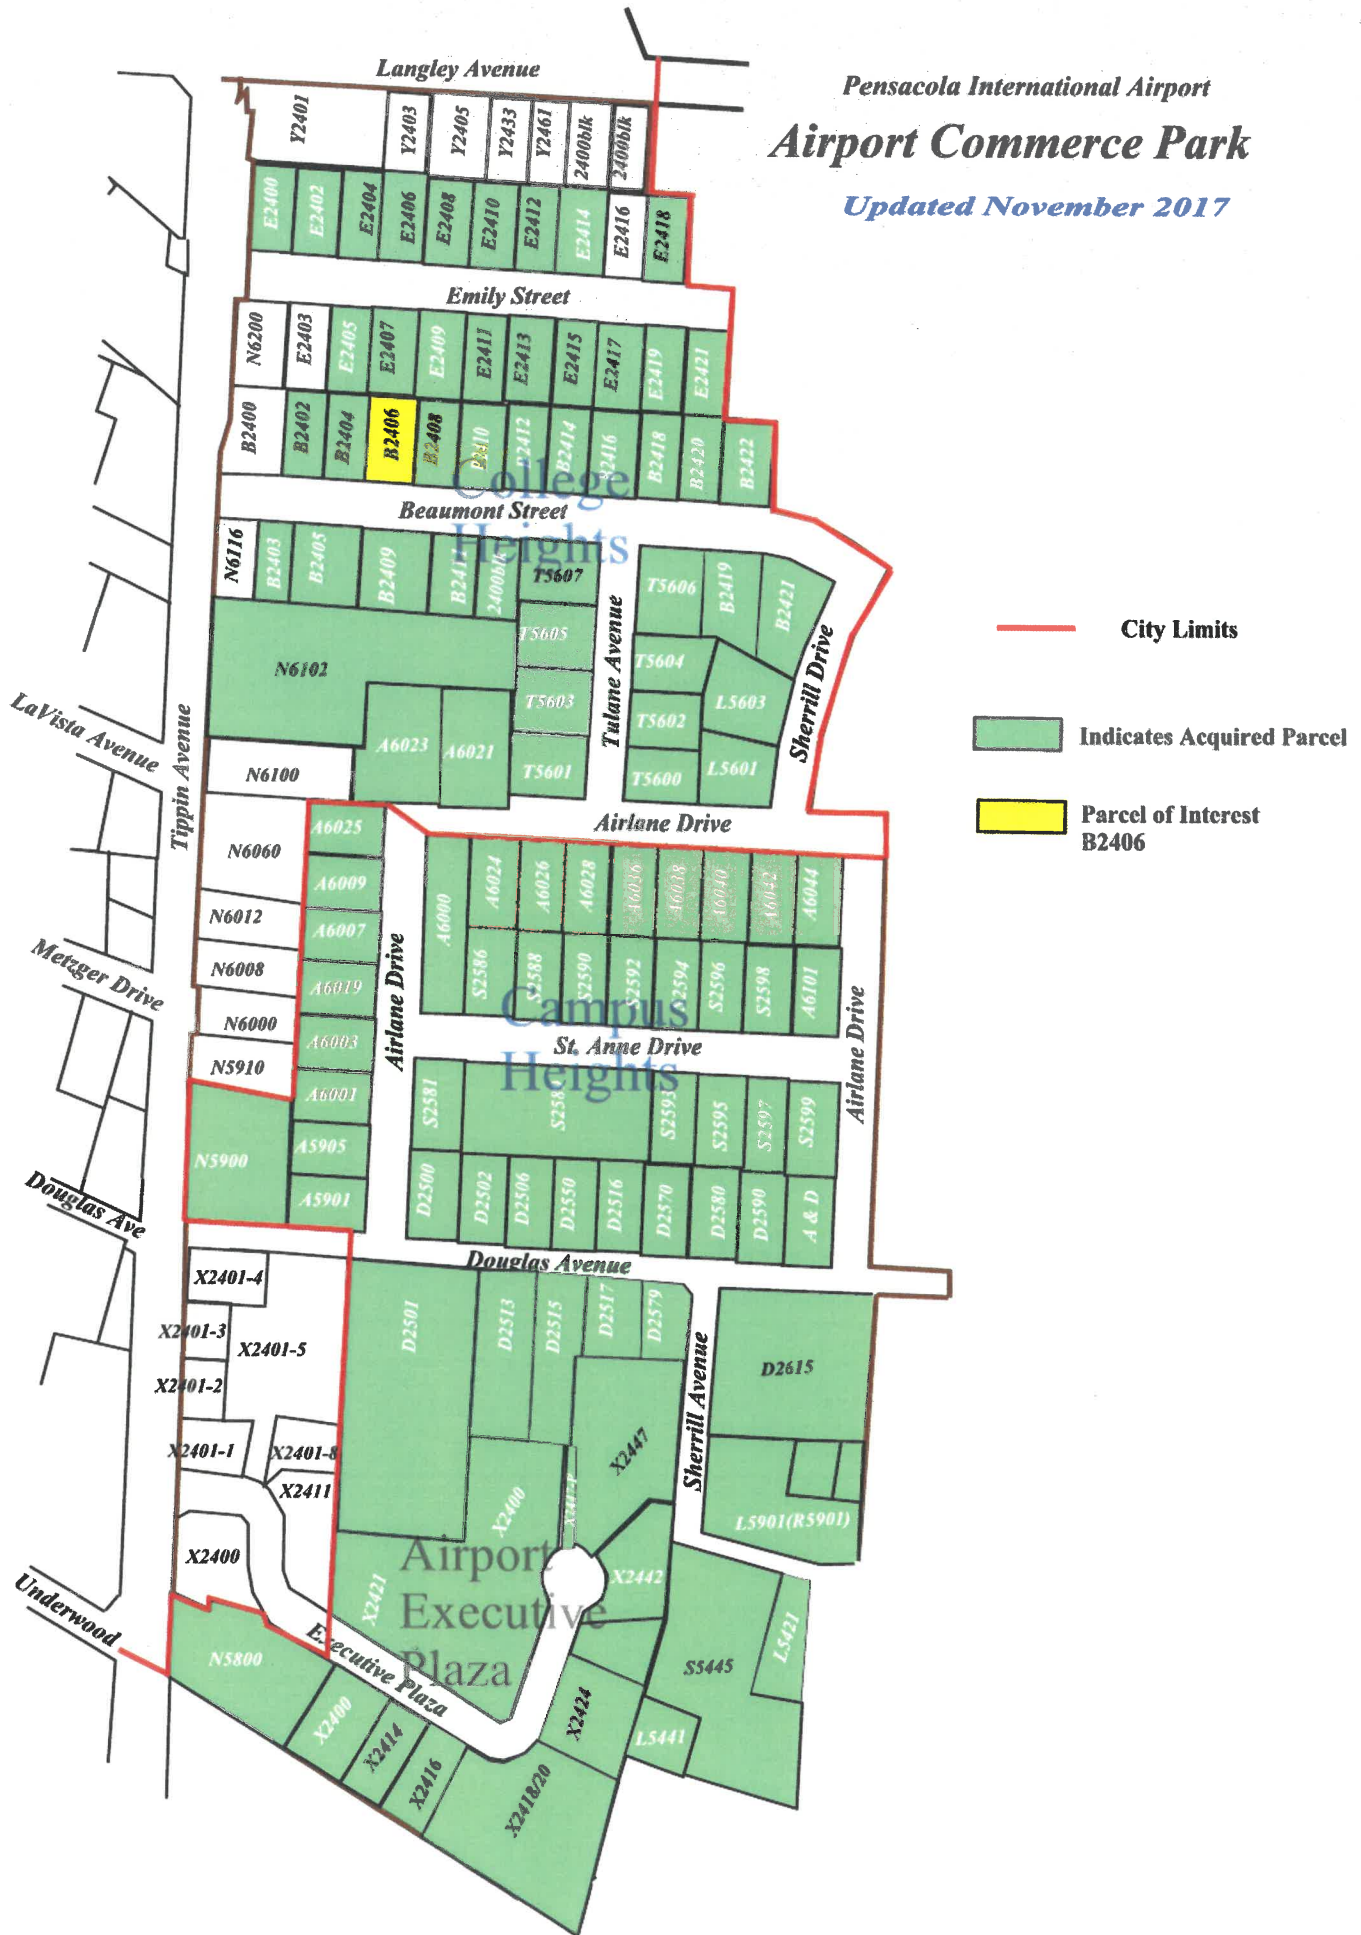 Langley Avenue
Pensacola International Airport
Airport Commerce Park
Updated November 2017
Y2401
Y2403
Y2405
Y2433
Y2461
2400blk
2400blk
E2400
E2402
E2404
E2406
E2408
E2410
E2412
E2414
E2416
E2418
Emily Street
N6200
E2403
E2405
E2407
E2409
E2411
E2413
E2415
E2417
E2419
E2421
B2400
B2402
B2404
B2406
B2408
B2410
B2412
B2414
B2416
B2418
B2420
B2422
College
Heights
Beaumont Street
N6116
B2403
B2405
B2409
2400blk
T5607
T5606
B2419
B2421
T5605
T5604
N6102
T5603
L5603
T5602
A6023
A6021
T5601
T5600
L5601
Tulane Avenue
Sherrill Drive
City Limits
Indicates Acquired Parcel
Parcel of Interest
B2406
LaVista Avenue
Tippin Avenue
N6100
Airlane Drive
N6060
A6025
A6009
N6012
A6007
N6008
A6019
N6000
A6003
N5910
A6001
N5900
A5905
A5901
Airlane Drive
A6000
A6024
A6026
A6028
A6036
A6038
A6040
A6042
A6044
S2586
S2588
S2590
S2592
S2594
S2596
S2598
A6101
Campus
Heights
St. Anne Drive
Airlane Drive
Metzger Drive
S2581
S2593
S2595
S2597
S2599
D2500
D2502
D2506
D2550
D2516
D2570
D2580
D2590
A & D
Douglas Ave
Douglas Avenue
X2401-4
X2401-3
X2401-5
X2401-2
X2401-1
X2401-8
X2411
X2400
D2501
D2513
D2515
D2517
D2579
Sherrill Avenue
D2615
X2447
X2400
L5901(R5901)
X2421
X2442
Airport
Executive
Plaza
Underwood
Executive Plaza
N5800
X2400
X2414
X2416
X2418/20
X2424
S5445
L5421
L5441